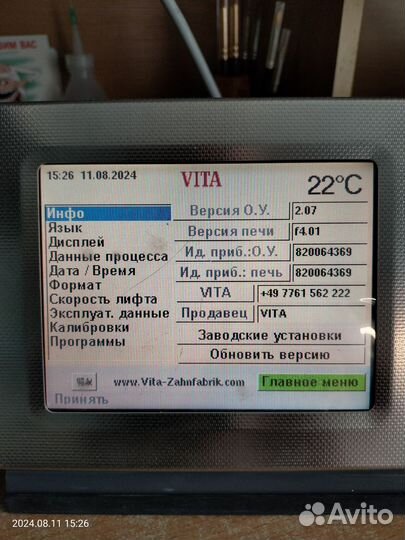 ИМ ВАС
15:26 11.08.2024 VITA 22°C
Инфо
Язык
Дисплей
Данные процесса
Дата / Время
Формат
Скорость лифта
Эксплуат. данные
Калибровки
Программы
Версия О.У. 2.07
Версия печи f4.01
Ид. приб.:О.У. 820064369
Ид. приб.: печь 820064369
VITA +49 7761 562 222
Продавец VITA
Заводские установки
Обновить версию
www.Vita-Zahnfabrik.com Главное меню
Принять
2024.08.11 15:26
Avito